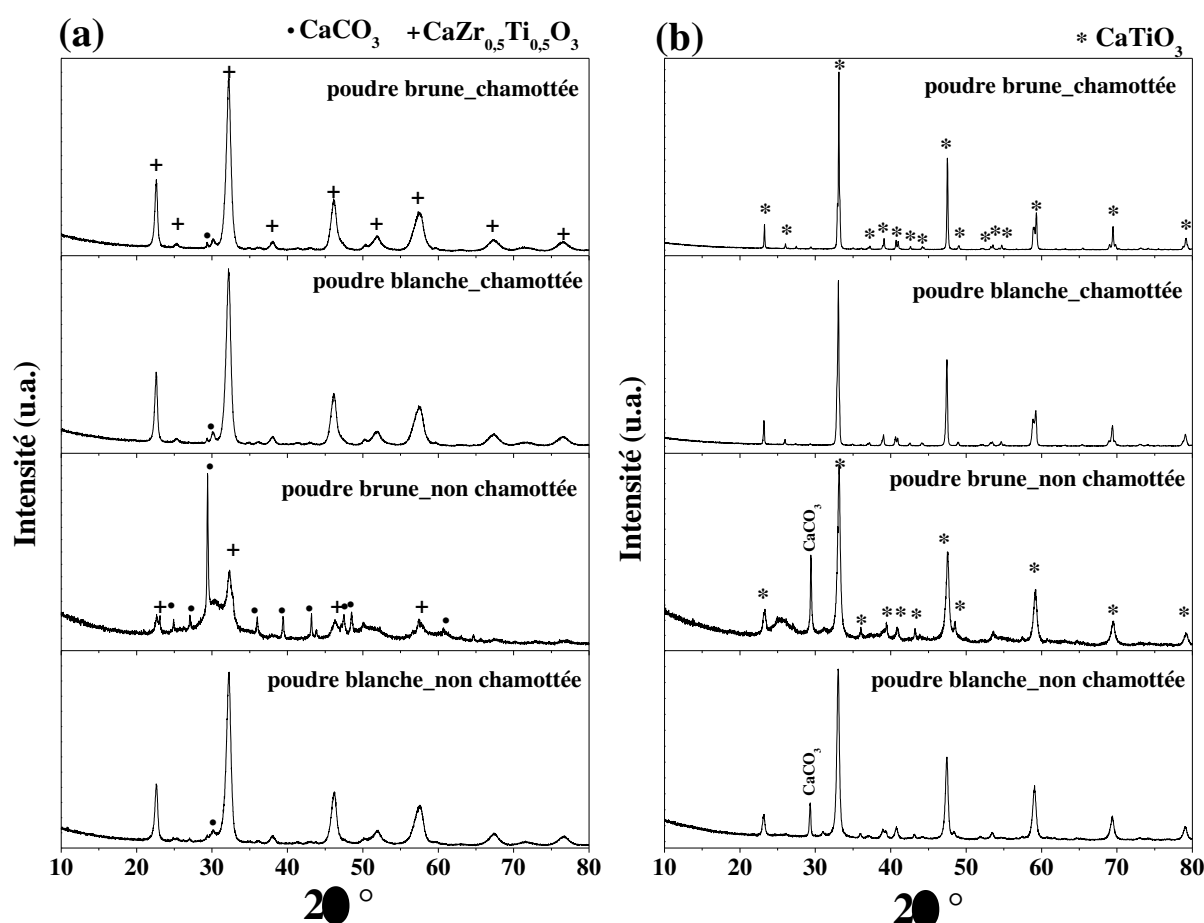 (a) •CaCO3 +CaZr0,5Ti0,5O3
poudre brune_chamottée
poudre blanche_chamottée
poudre brune_non chamottée
poudre blanche_non chamottée
Intensité (u.a.)
10 20 30 40 50 60 70 80
2 °
(b) * CaTiO3
poudre brune_chamottée
poudre blanche_chamottée
poudre brune_non chamottée
CaCO3
poudre blanche_non chamottée
CaCO3
Intensité (u.a.)
10 20 30 40 50 60 70 80
2 °